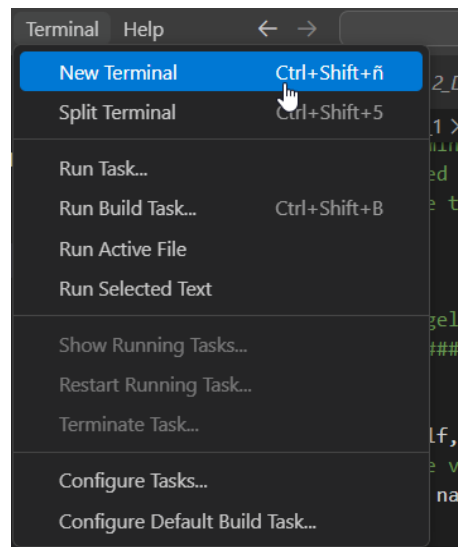 Terminal Help ← →
New Terminal Ctrl+Shift+ñ
Split Terminal Ctrl+Shift+5
Run Task...
Run Build Task... Ctrl+Shift+B
Run Active File
Run Selected Text
Show Running Tasks...
Restart Running Task...
Terminate Task...
Configure Tasks...
Configure Default Build Task...